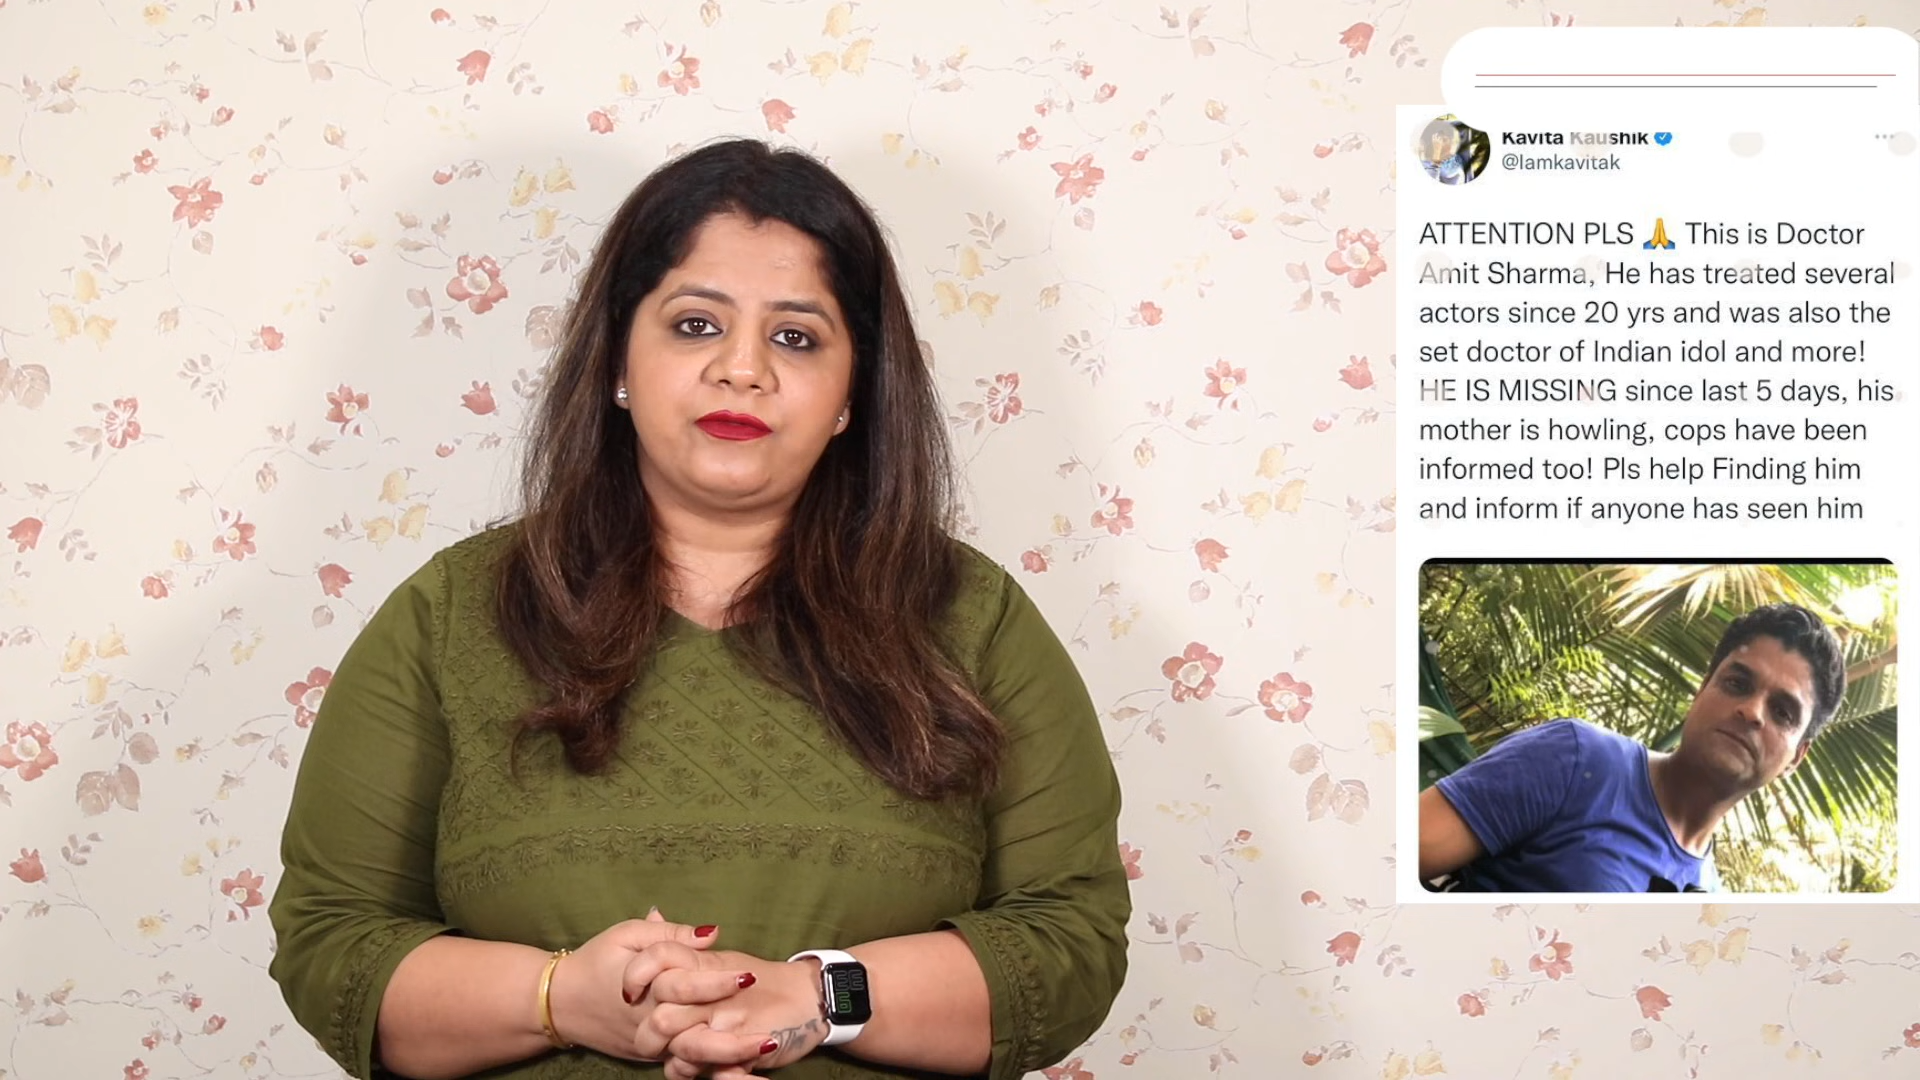 Kavita Kaushik
@Iamkavitak
ATTENTION PLS 🙏 This is Doctor
Amit Sharma, He has treated several
actors since 20 yrs and was also the
set doctor of Indian idol and more!
HE IS MISSING since last 5 days, his
mother is howling, cops have been
informed too! Pls help Finding him
and inform if anyone has seen him